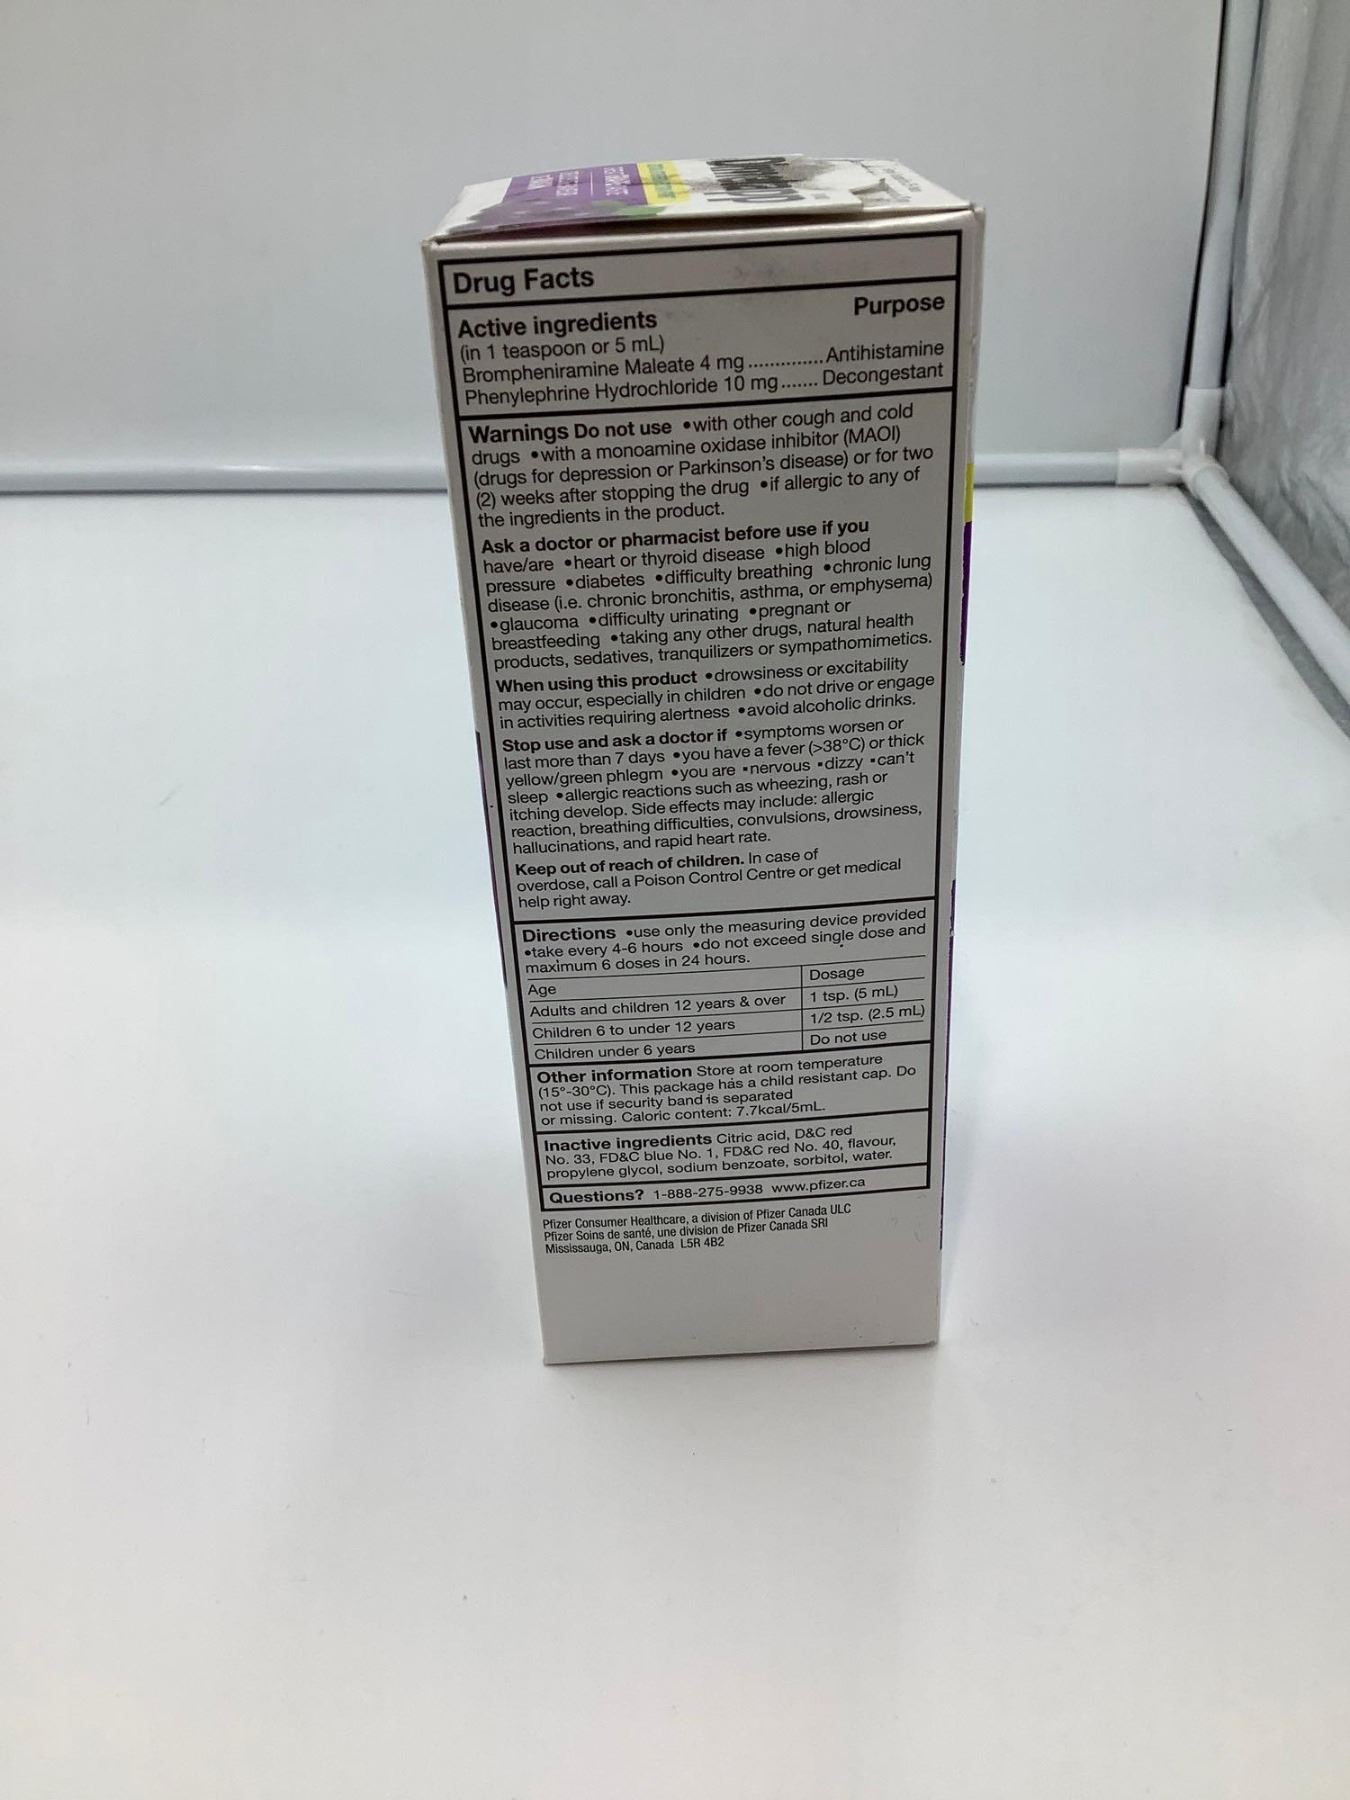 Dimetapp
Drug Facts
Active ingredients Purpose
(in 1 teaspoon or 5 mL)
Brompheniramine Maleate 4 mg .............. Antihistamine
Phenylephrine Hydrochloride 10 mg....... Decongestant
Warnings Do not use •with other cough and cold
drugs •with a monoamine oxidase inhibitor (MAOI)
(drugs for depression or Parkinson's disease) or for two
(2) weeks after stopping the drug •if allergic to any of
the ingredients in the product.
Ask a doctor or pharmacist before use if you
have/are •heart or thyroid disease •high blood
pressure •diabetes •difficulty breathing •chronic lung
disease (i.e. chronic bronchitis, asthma, or emphysema)
•glaucoma •difficulty urinating •pregnant or
breastfeeding •taking any other drugs, natural health
products, sedatives, tranquilizers or sympathomimetics.
When using this product •drowsiness or excitability
may occur, especially in children •do not drive or engage
in activities requiring alertness •avoid alcoholic drinks.
Stop use and ask a doctor if •symptoms worsen or
last more than 7 days •you have a fever (>38°C) or thick
yellow/green phlegm •you are ▪nervous ▪dizzy ▪can't
sleep •allergic reactions such as wheezing, rash or
itching develop. Side effects may include: allergic
reaction, breathing difficulties, convulsions, drowsiness,
hallucinations, and rapid heart rate.
Keep out of reach of children. In case of
overdose, call a Poison Control Centre or get medical
help right away.
Directions •use only the measuring device provided
•take every 4-6 hours •do not exceed single dose and
maximum 6 doses in 24 hours.
Age Dosage
Adults and children 12 years & over 1 tsp. (5 mL)
Children 6 to under 12 years 1/2 tsp. (2.5 mL)
Children under 6 years Do not use
Other information Store at room temperature
(15°-30°C). This package has a child resistant cap. Do
not use if security band is separated
or missing. Caloric content: 7.7kcal/5mL.
Inactive ingredients Citric acid, D&C red
No. 33, FD&C blue No. 1, FD&C red No. 40, flavour,
propylene glycol, sodium benzoate, sorbitol, water.
Questions? 1-888-275-9938 www.pfizer.ca
Pfizer Consumer Healthcare, a division of Pfizer Canada ULC
Pfizer Soins de santé, une division de Pfizer Canada SRI
Mississauga, ON, Canada L5R 4B2